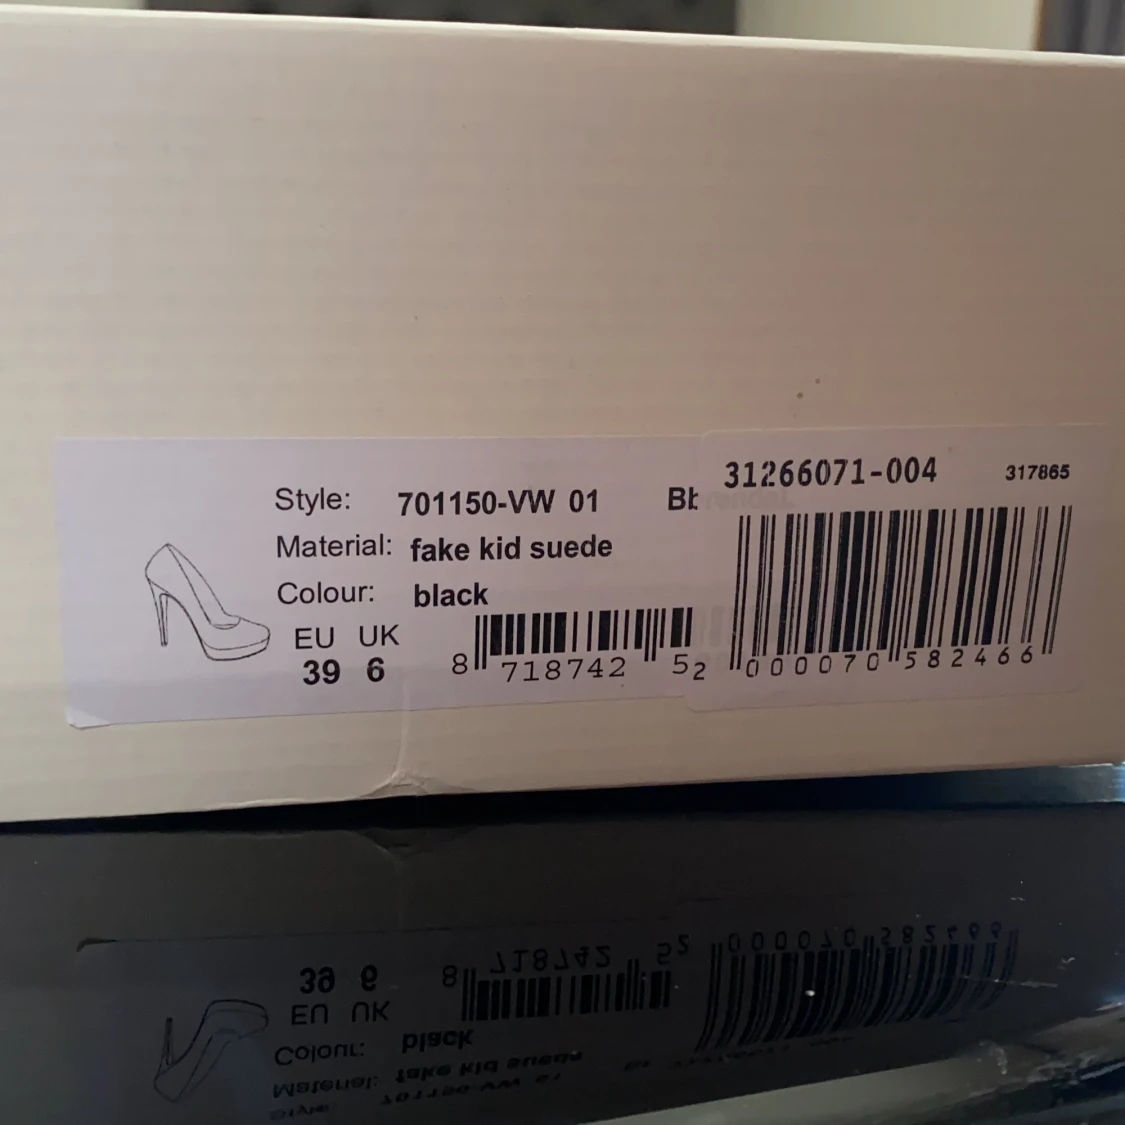 Style: 701150-VW 01
Material: fake kid suede
Colour: black
EU UK
39 6
8 718742 52
31266071-004 317865
0 000070 582466